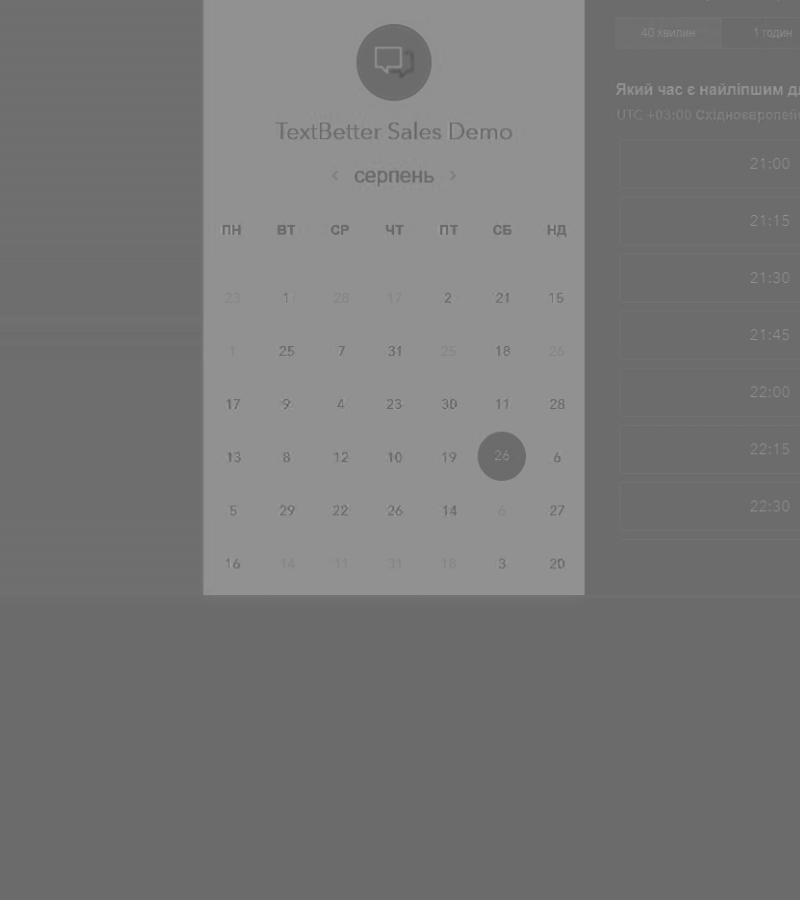 TextBetter Sales Demo
серпень
ПН ВТ СР ЧТ ПТ СБ НД
23 1 28 17 2 21 15
1 25 7 31 25 18 26
17 9 4 23 30 11 28
13 8 12 10 19 26 6
5 29 22 26 14 6 27
16 14 11 31 18 3 20
40 хвилин 1 годин
Який час є найліпшим
UTC +03:00
21:00
21:15
21:30
21:45
22:00
22:15
22:30